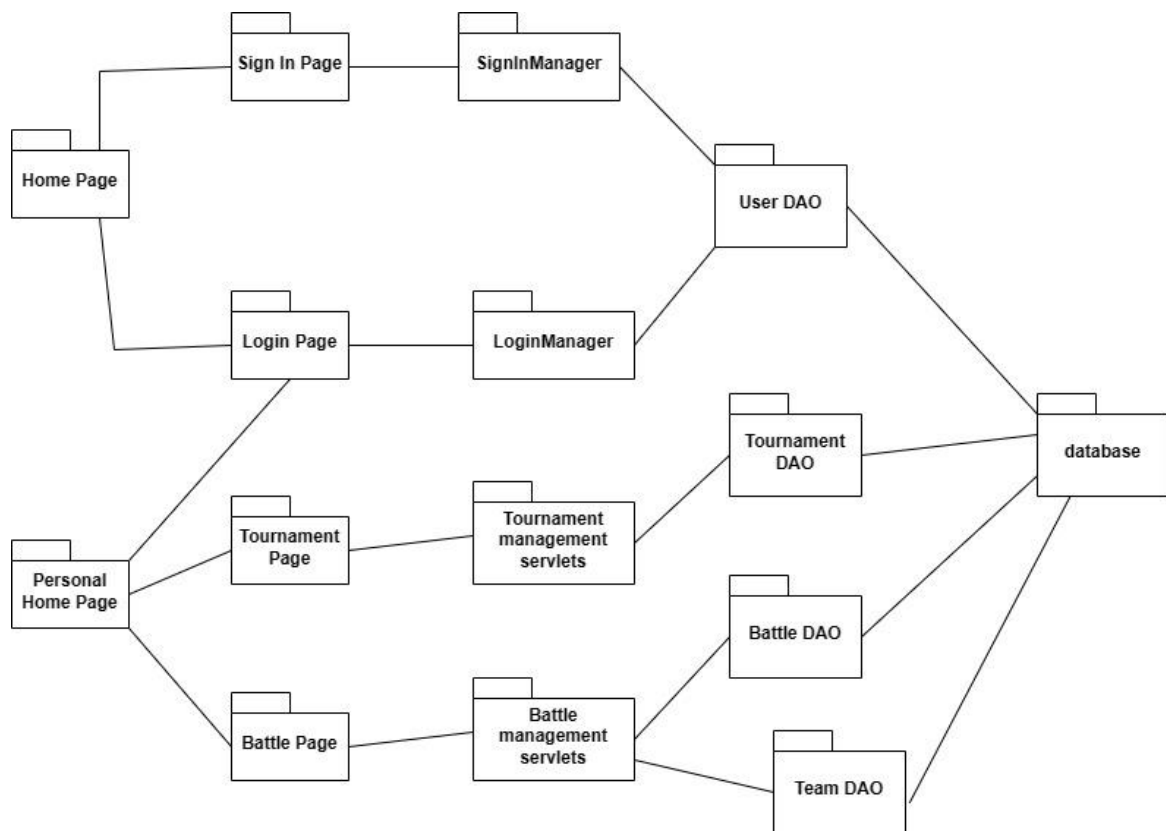 Sign In Page
SignInManager
Home Page
User DAO
Login Page
LoginManager
Tournament
DAO
database
Tournament
Page
Tournament
management
servlets
Personal
Home Page
Battle DAO
Battle Page
Battle
management
servlets
Team DAO